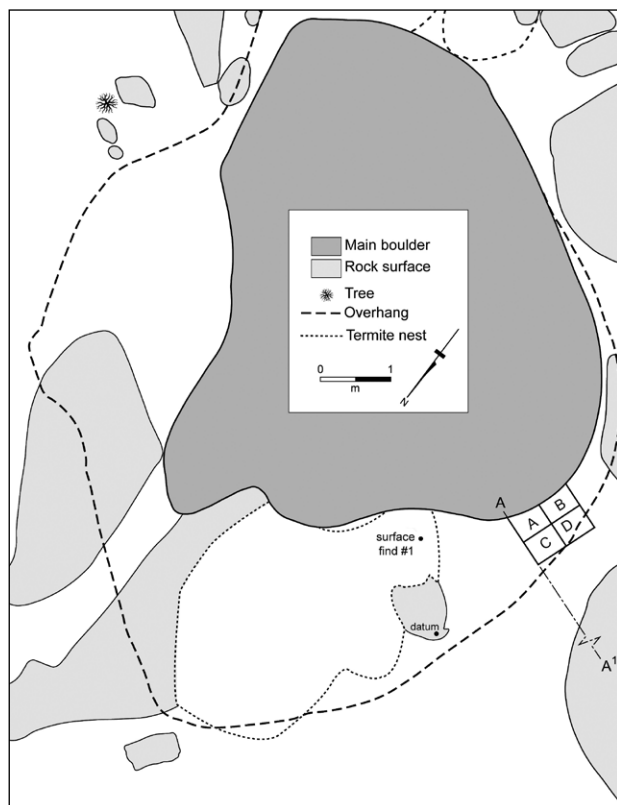 Main boulder
Rock surface
Tree
Overhang
Termite nest
0 1
m
N
A
A B
C D
surface
find #1
datum
A¹